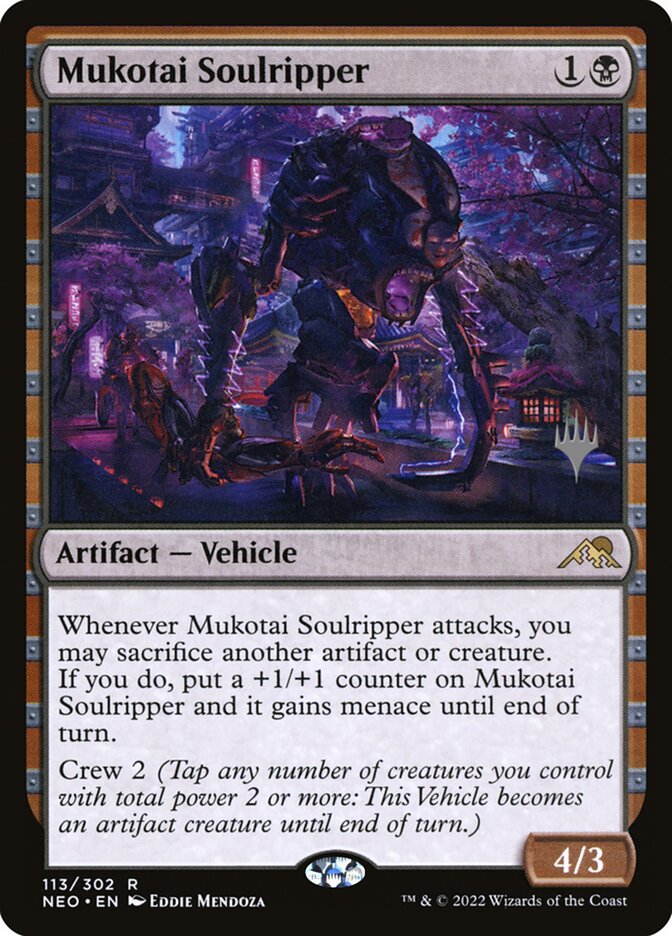 Mukotai Soulripper 1
Artifact — Vehicle
Whenever Mukotai Soulripper attacks, you
may sacrifice another artifact or creature.
If you do, put a +1/+1 counter on Mukotai
Soulripper and it gains menace until end of
turn.
Crew 2 (Tap any number of creatures you control
with total power 2 or more: This Vehicle becomes
an artifact creature until end of turn.)
4/3
113/302 R
NEO • EN Eddie Mendoza
™ & © 2022 Wizards of the Coast